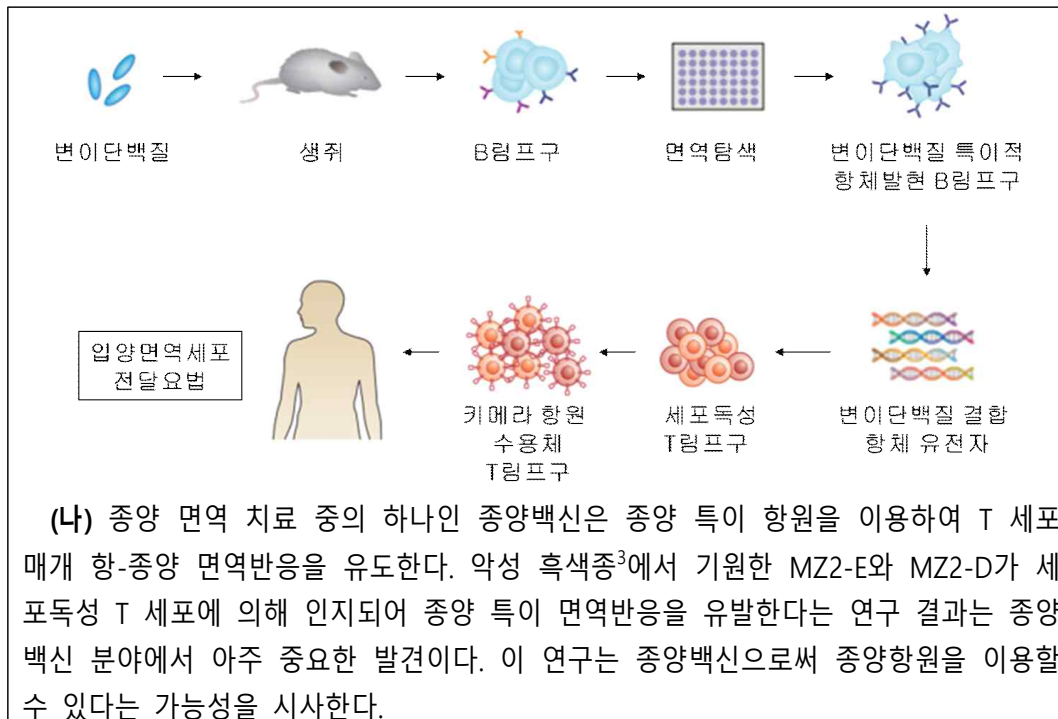 변이단백질
생쥐
B림프구
면역탐색
변이단백질 특이적
항체발현 B림프구
입양면역세포
전달요법
키메라 항원
수용체
T림프구
세포독성
T림프구
변이단백질 결합
항체 유전자
(나) 종양 면역 치료 중의 하나인 종양백신은 종양 특이 항원을 이용하여 T 세포
매개 항-종양 면역반응을 유도한다. 악성 흑색종³에서 기원한 MZ2-E와 MZ2-D가 세
포독성 T 세포에 의해 인지되어 종양 특이 면역반응을 유발한다는 연구 결과는 종양
백신 분야에서 아주 중요한 발견이다. 이 연구는 종양백신으로써 종양항원을 이용할
수 있다는 가능성을 시사한다.